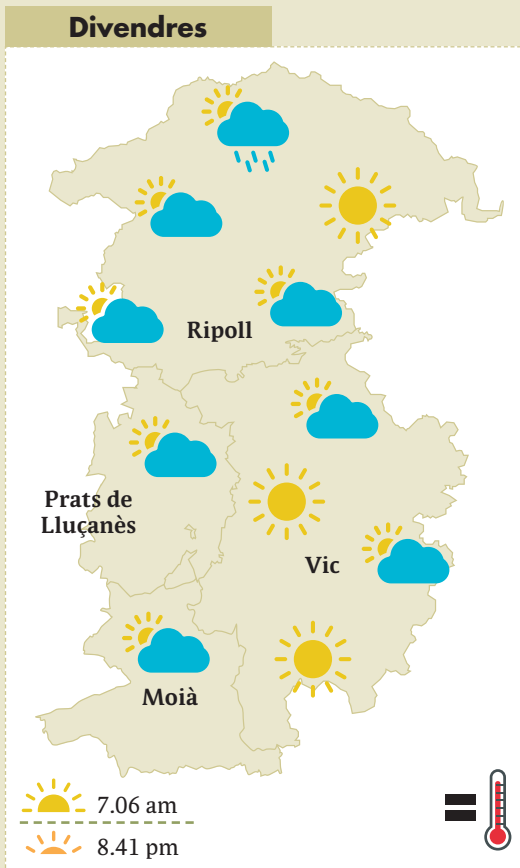 Divendres
Ripoll
Prats de
Lluçanès
Vic
Moià
7.06 am
8.41 pm